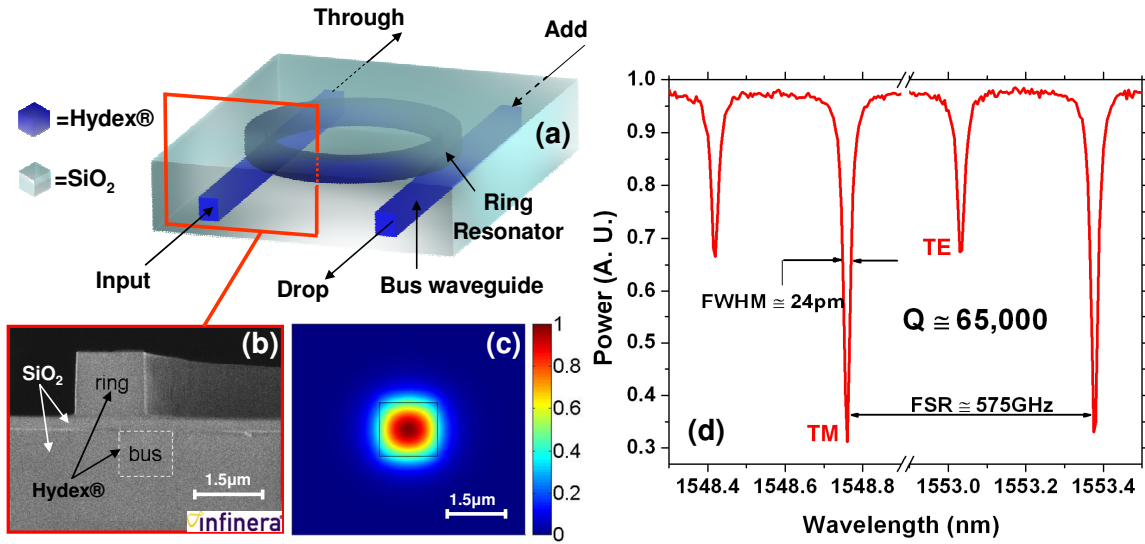 Through
Add
=Hydex®
(a)
=SiO₂
Ring
Resonator
Input
Drop
Bus waveguide
(b)
SiO₂
ring
bus
Hydex®
1.5μm
infinera
(c)
1.5μm
1
0.8
0.6
0.4
0.2
0
1.0
0.9
0.8
0.7
0.6
0.5
0.4
0.3
Power (A. U.)
TE
FWHM ≅ 24pm
Q ≅ 65,000
FSR ≅ 575GHz
TM
(d)
1548.4 1548.6 1548.8 1553.0 1553.2 1553.4
Wavelength (nm)